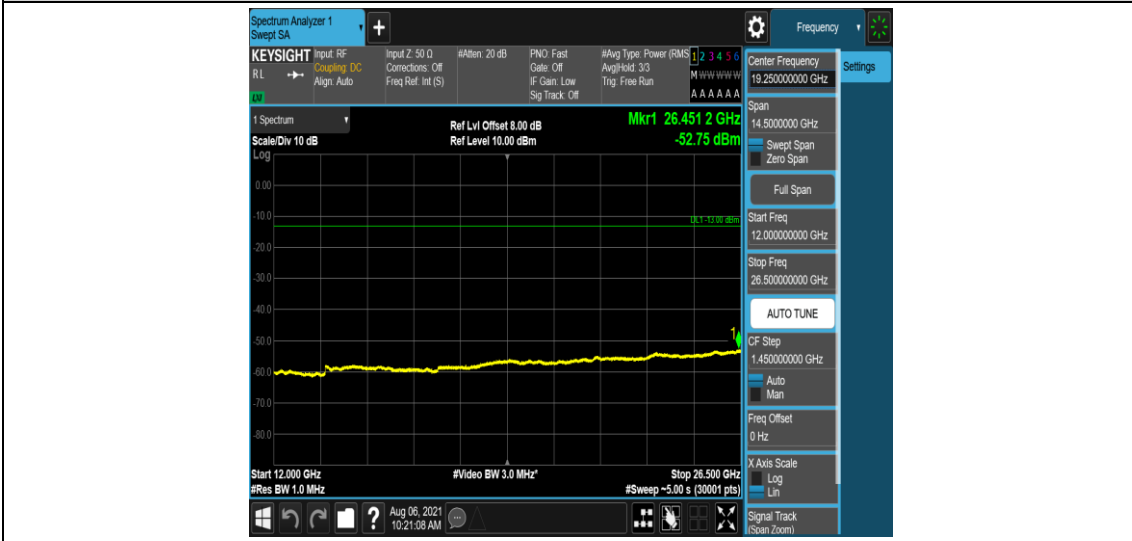 Spectrum Analyzer 1
Swept SA
+
Frequency
KEYSIGHT
RL
Input: RF
Coupling: DC
Align: Auto
Input Z: 50 Ω
Corrections: Off
Freq Ref: Int (S)
#Atten: 20 dB
PNO: Fast
Gate: Off
IF Gain: Low
Sig Track: Off
#Avg Type: Power (RMS
Avg|Hold: 3/3
Trig: Free Run
1 2 3 4 5 6
M W W W W W
A A A A A A
1 Spectrum
Scale/Div 10 dB
Log
Ref Lvl Offset 8.00 dB
Ref Level 10.00 dBm
Mkr1 26.451 2 GHz
-52.75 dBm
0.00
-10.0
DL1 -13.00 dBm
-20.0
-30.0
-40.0
-50.0
1
-60.0
-70.0
-80.0
Start 12.000 GHz
#Res BW 1.0 MHz
#Video BW 3.0 MHz*
Stop 26.500 GHz
#Sweep ~5.00 s (30001 pts)
?
Aug 06, 2021
10:21:08 AM
Center Frequency
19.250000000 GHz
Settings
Span
14.5000000 GHz
Swept Span
Zero Span
Full Span
Start Freq
12.000000000 GHz
Stop Freq
26.500000000 GHz
AUTO TUNE
CF Step
1.450000000 GHz
Auto
Man
Freq Offset
0 Hz
X Axis Scale
Log
Lin
Signal Track
(Span Zoom)